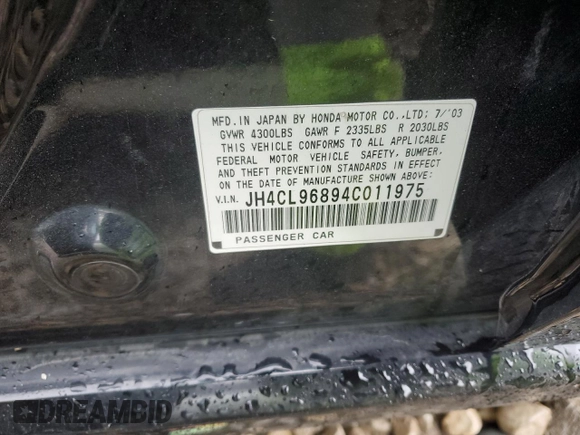 MFD.IN JAPAN BY HONDA MOTOR CO.,LTD; 7/'03
GVWR 4300LBS GAWR F 2335LBS R 2030LBS
THIS VEHICLE CONFORMS TO ALL APPLICABLE
FEDERAL MOTOR VEHICLE SAFETY, BUMPER,
AND THEFT PREVENTION STANDARDS IN EFFECT
ON THE DATE OF MANUFACTURE SHOWN ABOVE:
V.I.N. JH4CL96894C011975
PASSENGER CAR
DREAMBID